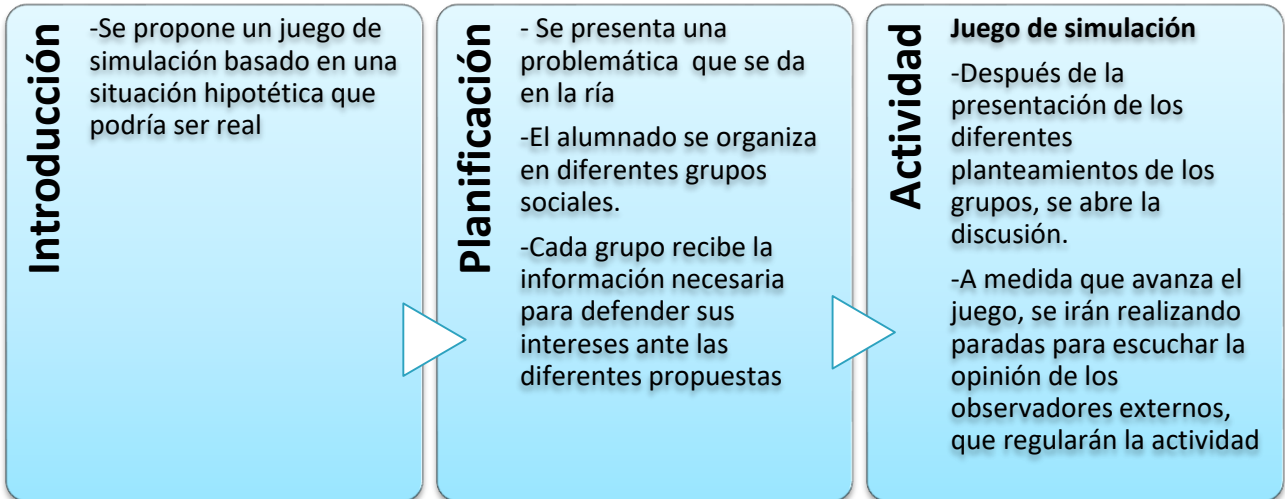 Introducción
-Se propone un juego de
simulación basado en una
situación hipotética que
podría ser real
Planificación
- Se presenta una
problemática que se da
en la ría
-El alumnado se organiza
en diferentes grupos
sociales.
-Cada grupo recibe la
información necesaria
para defender sus
intereses ante las
diferentes propuestas
Actividad
Juego de simulación
-Después de la
presentación de los
diferentes
planteamientos de los
grupos, se abre la
discusión.
-A medida que avanza el
juego, se irán realizando
paradas para escuchar la
opinión de los
observadores externos,
que regularán la actividad